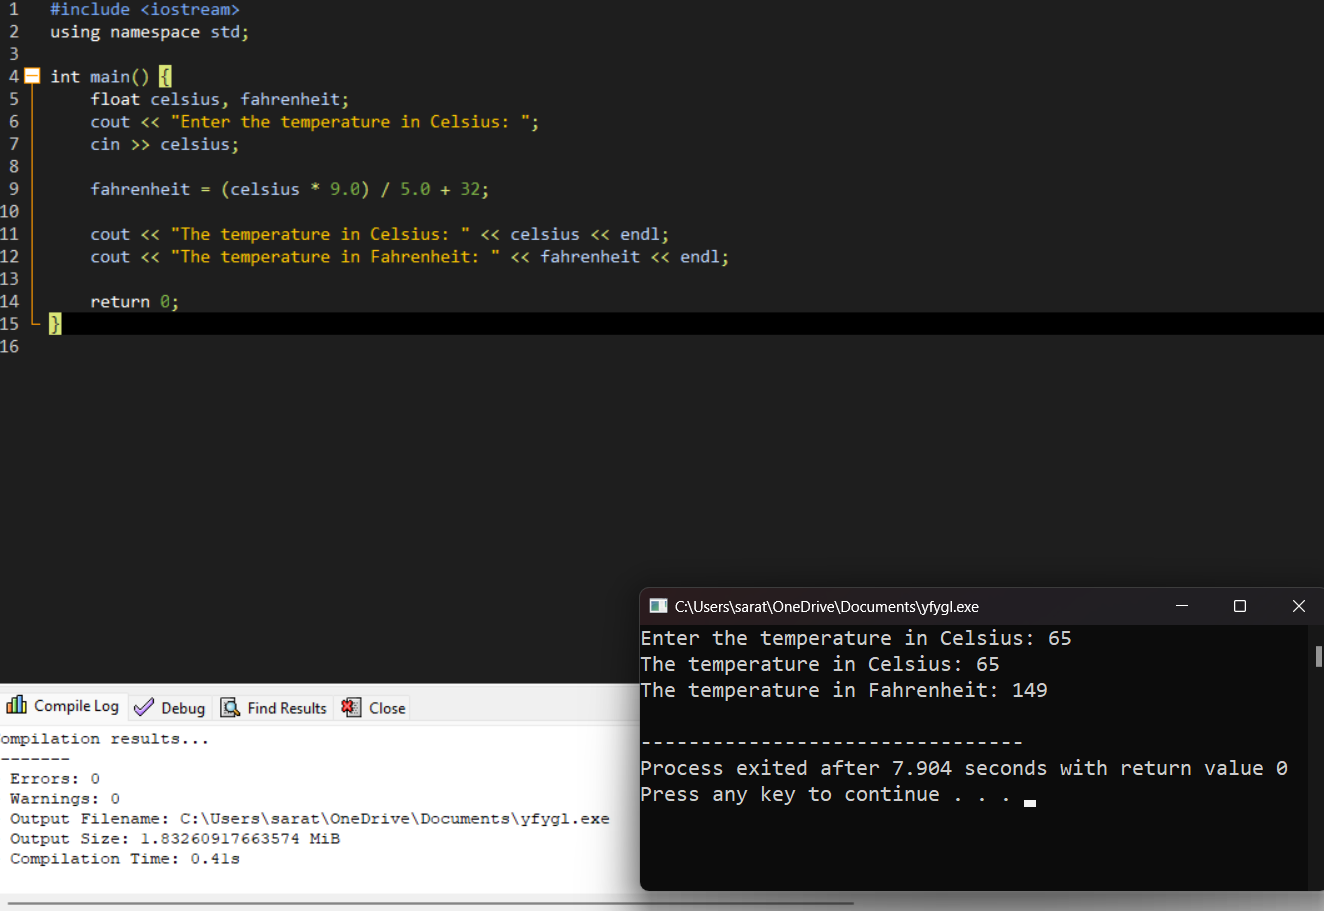 1 #include <iostream>
2 using namespace std;
3
4 int main() {
5 float celsius, fahrenheit;
6 cout << "Enter the temperature in Celsius: ";
7 cin >> celsius;
8
9 fahrenheit = (celsius * 9.0) / 5.0 + 32;
10
11 cout << "The temperature in Celsius: " << celsius << endl;
12 cout << "The temperature in Fahrenheit: " << fahrenheit << endl;
13
14 return 0;
15 }
16
C:\Users\sarat\OneDrive\Documents\yfygl.exe
Enter the temperature in Celsius: 65
The temperature in Celsius: 65
The temperature in Fahrenheit: 149
--------------------------------
Process exited after 7.904 seconds with return value 0
Press any key to continue . . .
Compile Log Debug Find Results Close
ompilation results...
-------
Errors: 0
Warnings: 0
Output Filename: C:\Users\sarat\OneDrive\Documents\yfygl.exe
Output Size: 1.83260917663574 MiB
Compilation Time: 0.41s